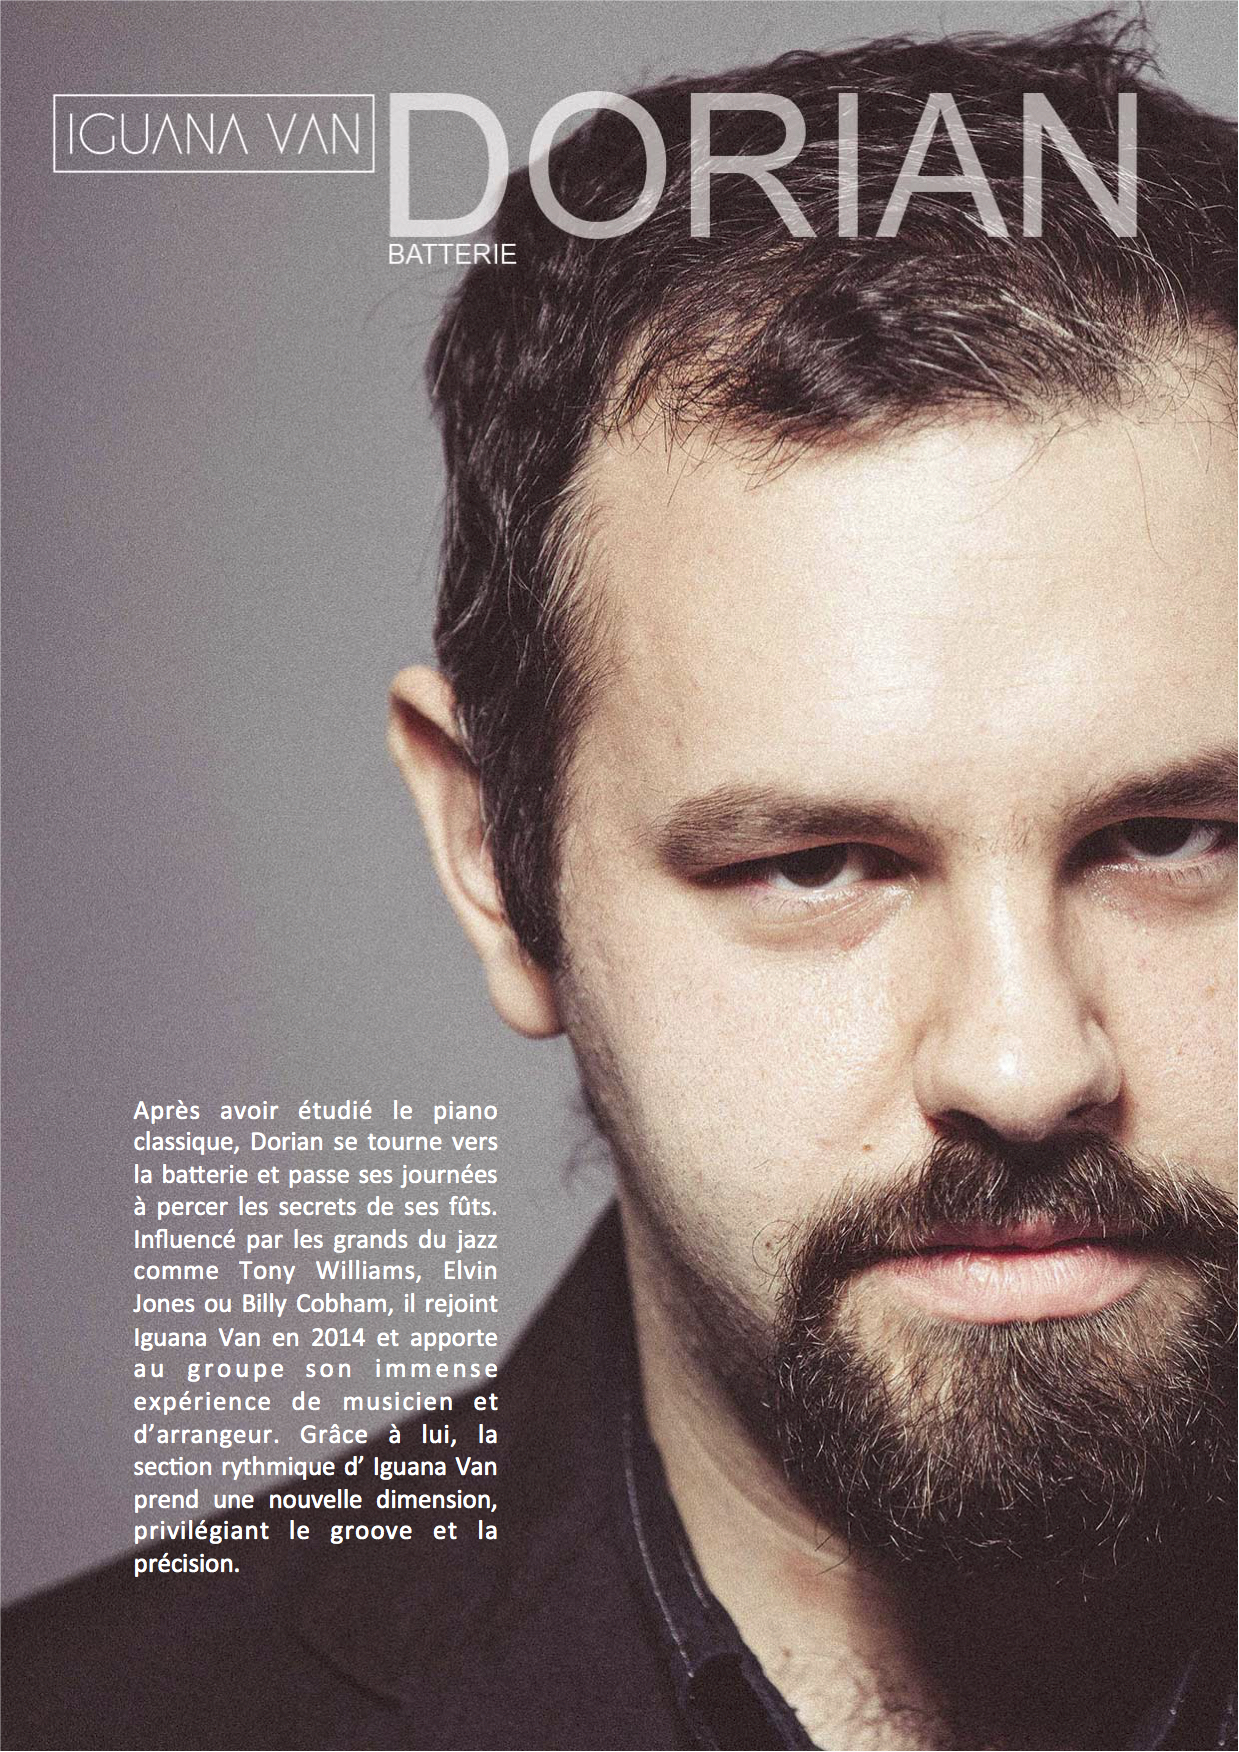 IGUANA VAN
DORIAN
BATTERIE
Après avoir étudié le piano
classique, Dorian se tourne vers
la batterie et passe ses journées
à percer les secrets de ses fûts.
Influencé par les grands du jazz
comme Tony Williams, Elvin
Jones ou Billy Cobham, il rejoint
Iguana Van en 2014 et apporte
au groupe son immense
expérience de musicien et
d’arrangeur. Grâce à lui, la
section rythmique d’ Iguana Van
prend une nouvelle dimension,
privilégiant le groove et la
précision.